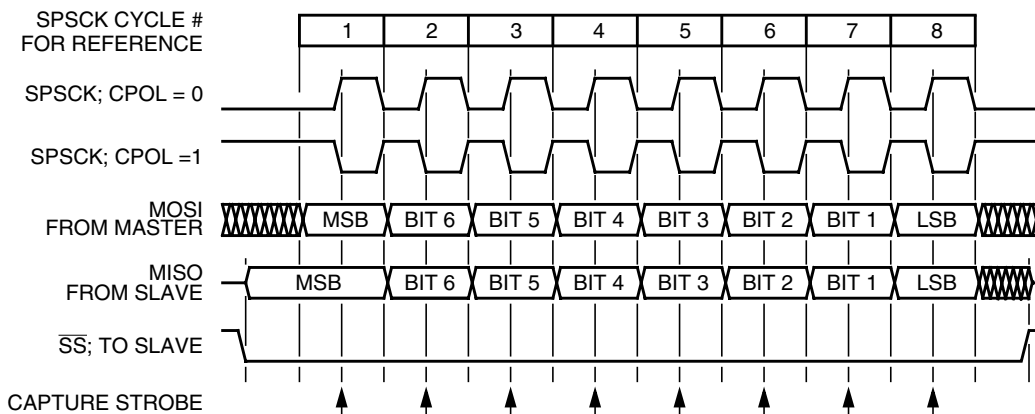 SPSCK CYCLE #
FOR REFERENCE
1 2 3 4 5 6 7 8
SPSCK; CPOL = 0
SPSCK; CPOL =1
MOSI
FROM MASTER
MSB BIT 6 BIT 5 BIT 4 BIT 3 BIT 2 BIT 1 LSB
MISO
FROM SLAVE
MSB BIT 6 BIT 5 BIT 4 BIT 3 BIT 2 BIT 1 LSB
SS; TO SLAVE
CAPTURE STROBE